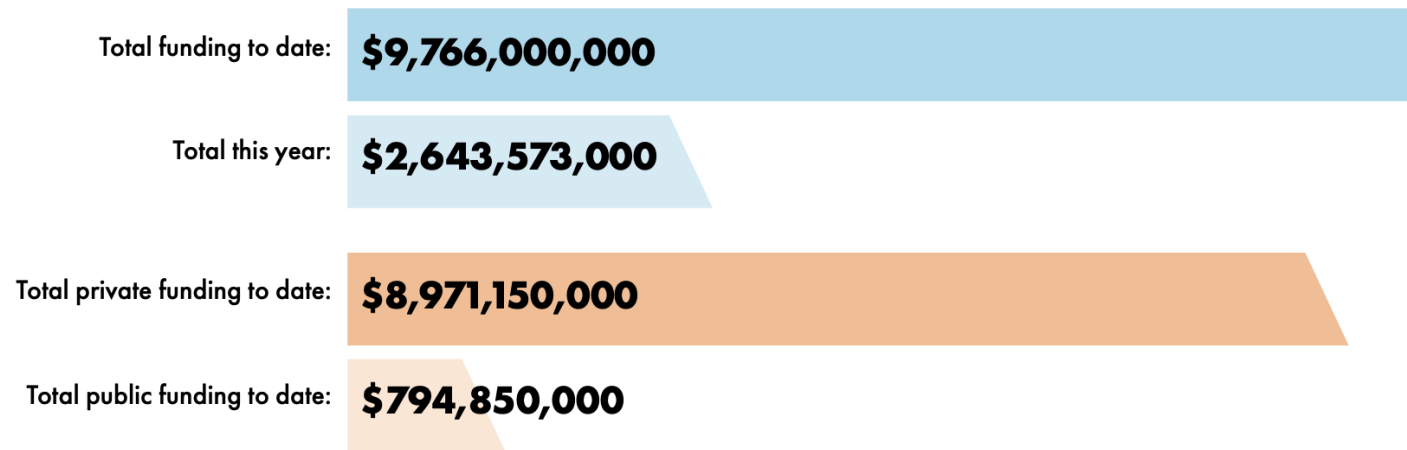 Total funding to date: $9,766,000,000
Total this year: $2,643,573,000
Total private funding to date: $8,971,150,000
Total public funding to date: $794,850,000